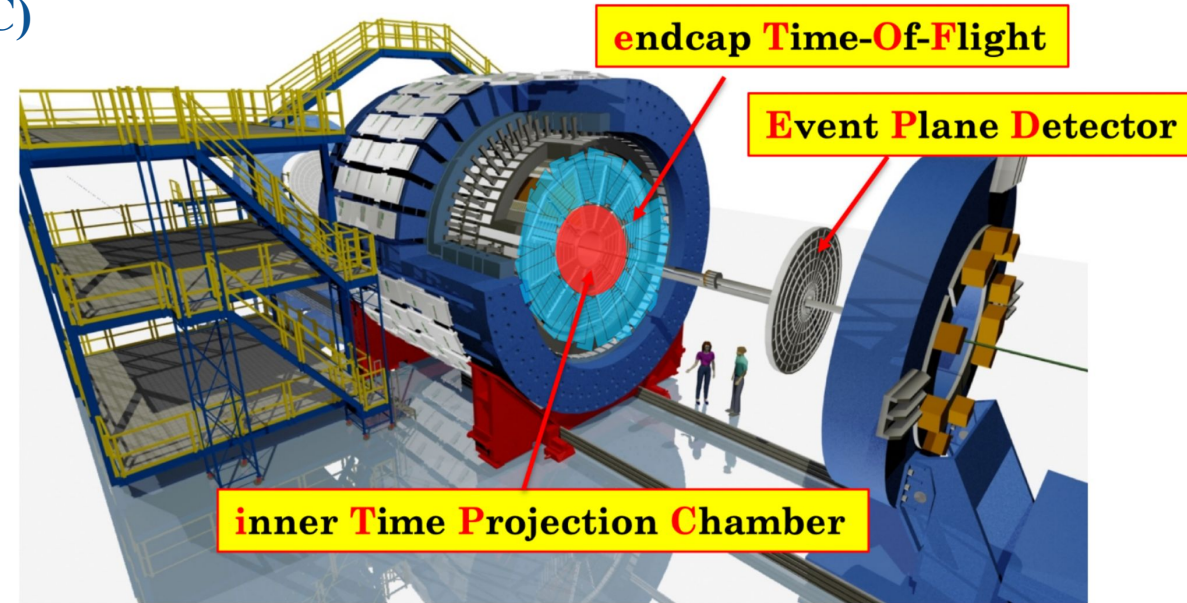 C)
endcap Time-Of-Flight
Event Plane Detector
inner Time Projection Chamber